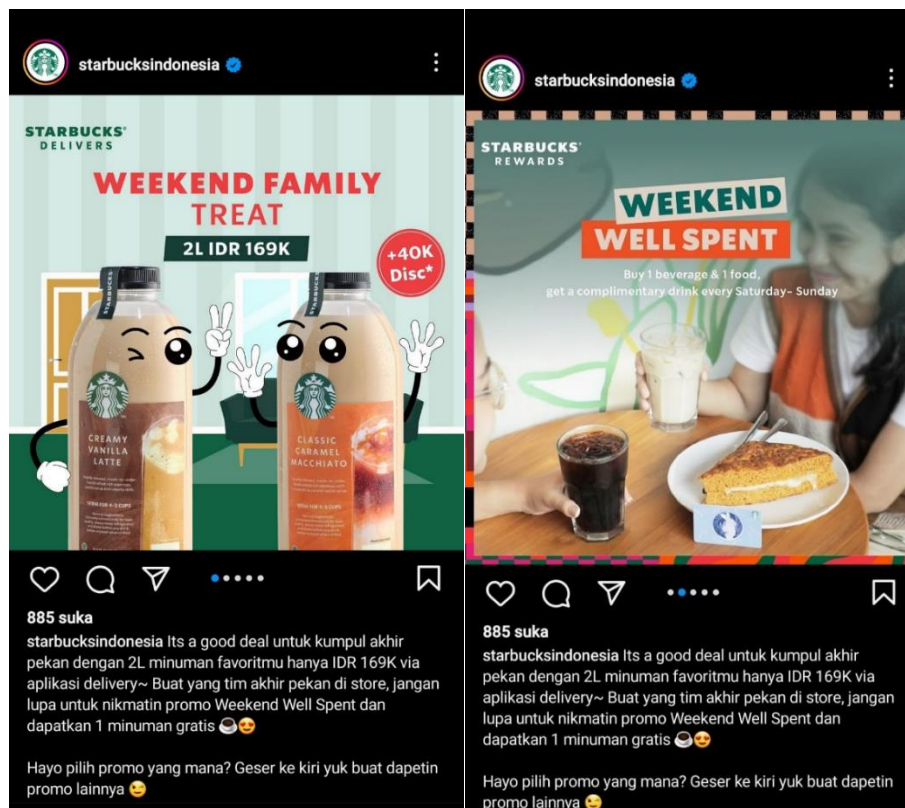 starbucksindonesia
STARBUCKS®
DELIVERS
WEEKEND FAMILY
TREAT
2L IDR 169K
+40K
Disc*
STARBUCKS
STARBUCKS
CREAMY
VANILLA
LATTE
CLASSIC
CARAMEL
MACCHIATO
885 suka
starbucksindonesia Its a good deal untuk kumpul akhir
pekan dengan 2L minuman favoritmu hanya IDR 169K via
aplikasi delivery~ Buat yang tim akhir pekan di store, jangan
lupa untuk nikmatin promo Weekend Well Spent dan
dapatkan 1 minuman gratis ☕😍
Hayo pilih promo yang mana? Geser ke kiri yuk buat dapetin
promo lainnya 😉
starbucksindonesia
STARBUCKS®
REWARDS
WEEKEND
WELL SPENT
Buy 1 beverage & 1 food,
get a complimentary drink every Saturday– Sunday
885 suka
starbucksindonesia Its a good deal untuk kumpul akhir
pekan dengan 2L minuman favoritmu hanya IDR 169K via
aplikasi delivery~ Buat yang tim akhir pekan di store, jangan
lupa untuk nikmatin promo Weekend Well Spent dan
dapatkan 1 minuman gratis ☕😍
Hayo pilih promo yang mana? Geser ke kiri yuk buat dapetin
promo lainnya 😉